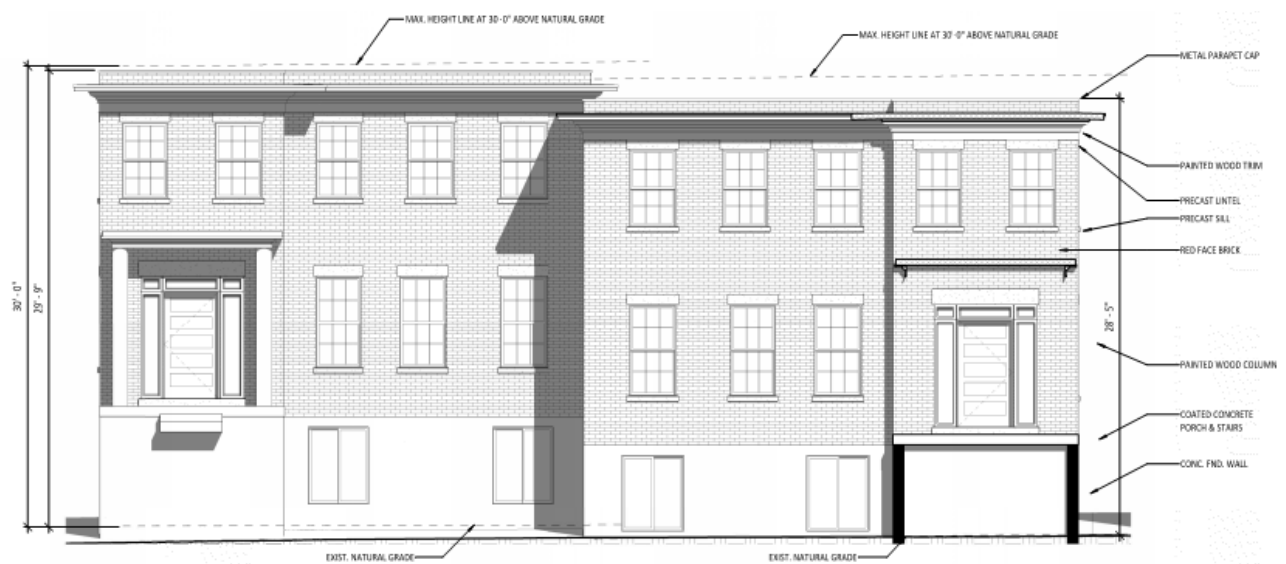 MAX. HEIGHT LINE AT 30'-0" ABOVE NATURAL GRADE
MAX. HEIGHT LINE AT 30'-0" ABOVE NATURAL GRADE
METAL PARAPET CAP
PAINTED WOOD TRIM
PRECAST LINTEL
PRECAST SILL
RED FACE BRICK
30' - 0"
29' - 9"
28' - 5"
PAINTED WOOD COLUMN
COATED CONCRETE
PORCH & STAIRS
CONC. FND. WALL
EXIST. NATURAL GRADE
EXIST. NATURAL GRADE